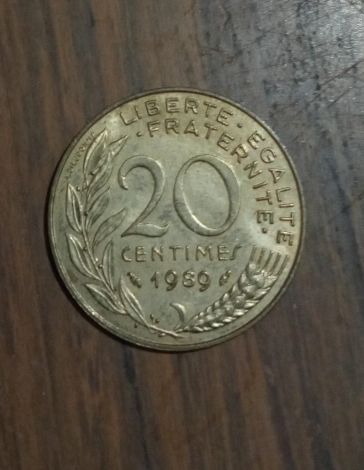 LIBERTE · EGALITE
· FRATERNITE ·
20
CENTIMES
1989